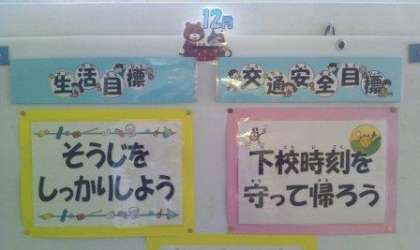 12月
生活目標
交通安全目標
そうじを
しっかりしよう
下校時刻を
守って帰ろう